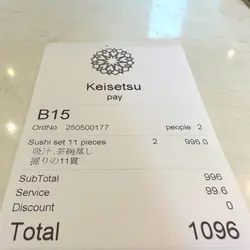 Keisetsu
pay
B15
OrdNo 250500177 people 2
Sushi set 11 pieces 2 996.0
吸汁,茶碗蒸し
握りの11貫
SubTotal 996
Service 99.6
Discount 0
Total 1096